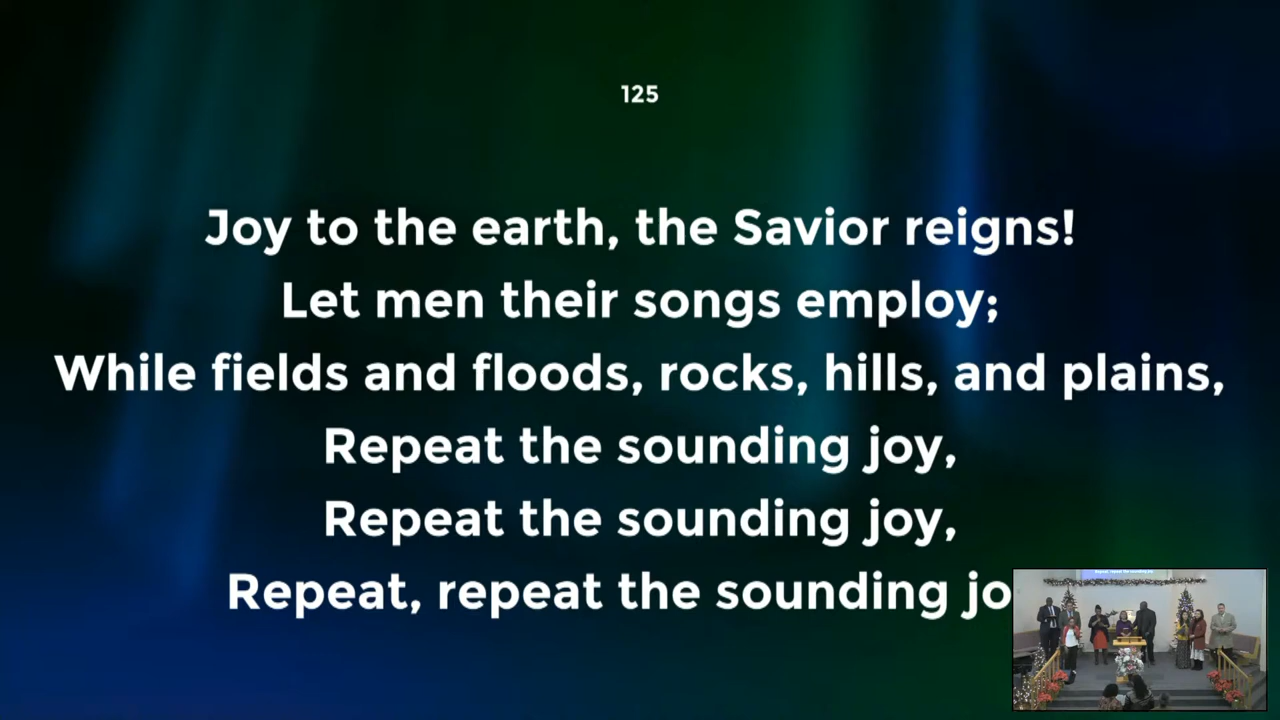 125
Joy to the earth, the Savior reigns!
Let men their songs employ;
While fields and floods, rocks, hills, and plains,
Repeat the sounding joy,
Repeat the sounding joy,
Repeat, repeat the sounding jo